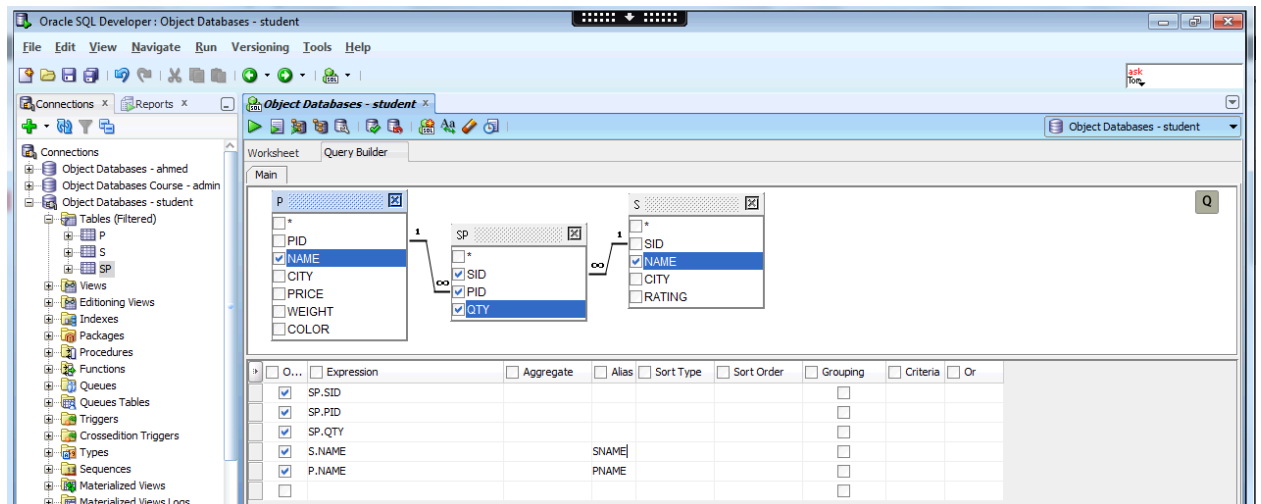 Oracle SQL Developer : Object Databases - student
File Edit View Navigate Run Versioning Tools Help
SQL
ask
Tom
Connections x Reports x
Object Databases - student x
Object Databases - student
Connections
Object Databases - ahmed
Object Databases Course - admin
Object Databases - student
Tables (Filtered)
P
S
SP
Views
Editioning Views
Indexes
Packages
Procedures
Functions
Queues
Queues Tables
Triggers
Crossedition Triggers
Types
Sequences
Materialized Views
Materialized Views Logs
Worksheet Query Builder
Main
Q
P
*
PID
NAME
CITY
PRICE
WEIGHT
COLOR
1
∞
SP
*
SID
PID
QTY
1
∞
S
*
SID
NAME
CITY
RATING
O... Expression Aggregate Alias Sort Type Sort Order Grouping Criteria Or
SP.SID
SP.PID
SP.QTY
S.NAME SNAME
P.NAME PNAME